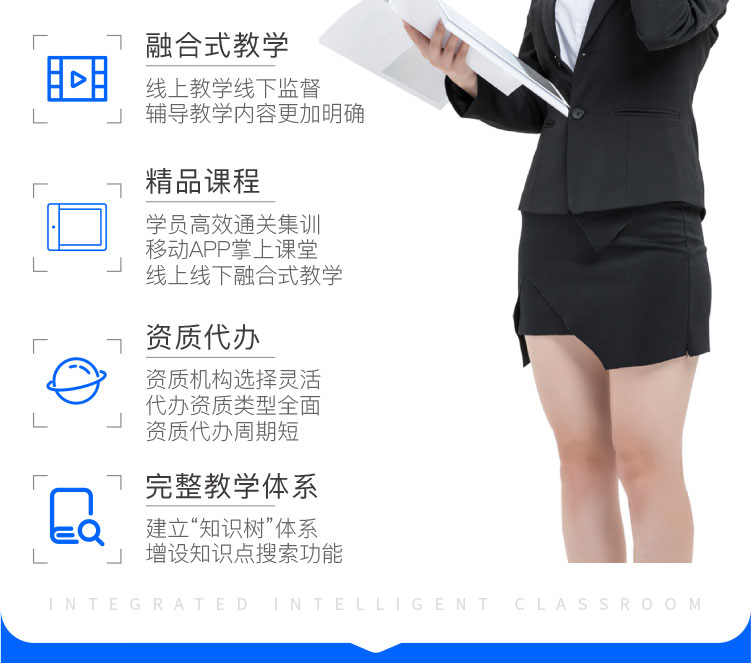 融合式教学
线上教学线下监督
辅导教学内容更加明确
精品课程
学员高效通关集训
移动APP掌上课堂
线上线下融合式教学
资质代办
资质机构选择灵活
代办资质类型全面
资质代办周期短
完整教学体系
建立“知识树”体系
增设知识点搜索功能
INTEGRATED INTELLIGENT CLASSROOM